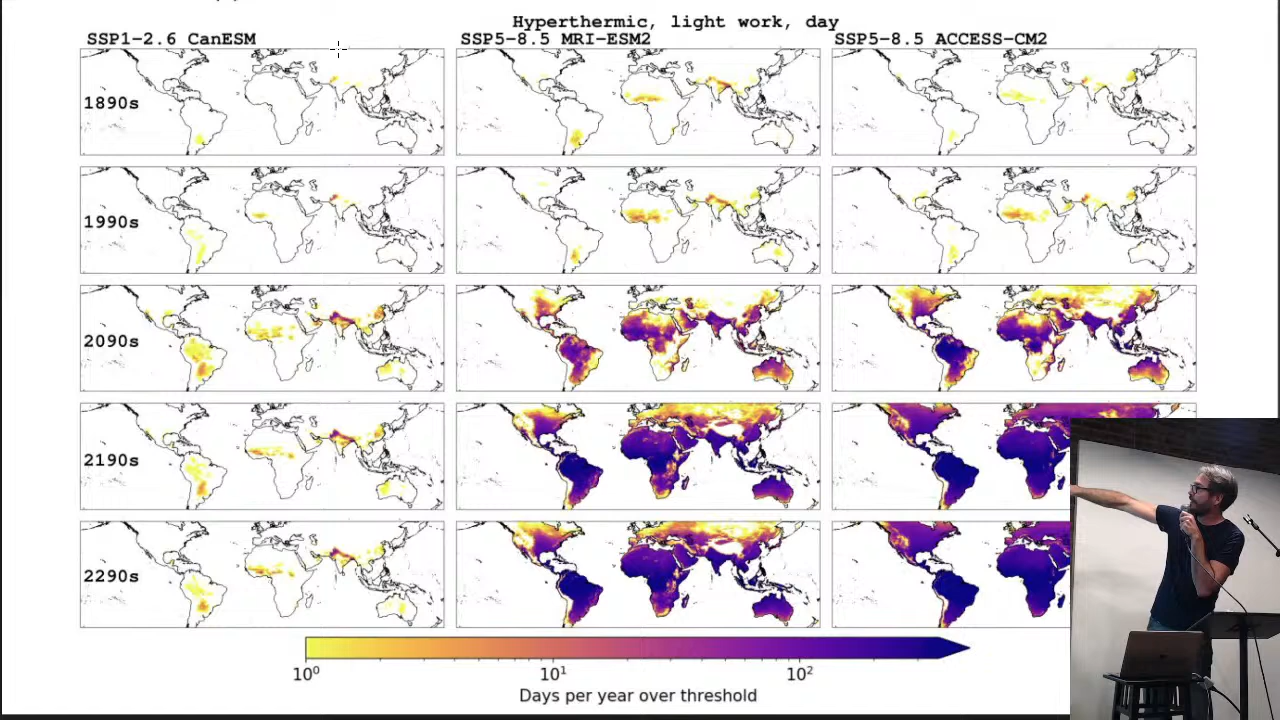 Hyperthermic, light work, day
SSP1-2.6 CanESM
SSP5-8.5 MRI-ESM2
SSP5-8.5 ACCESS-CM2
1890s
1990s
2090s
2190s
2290s
10⁰
10¹
10²
Days per year over threshold